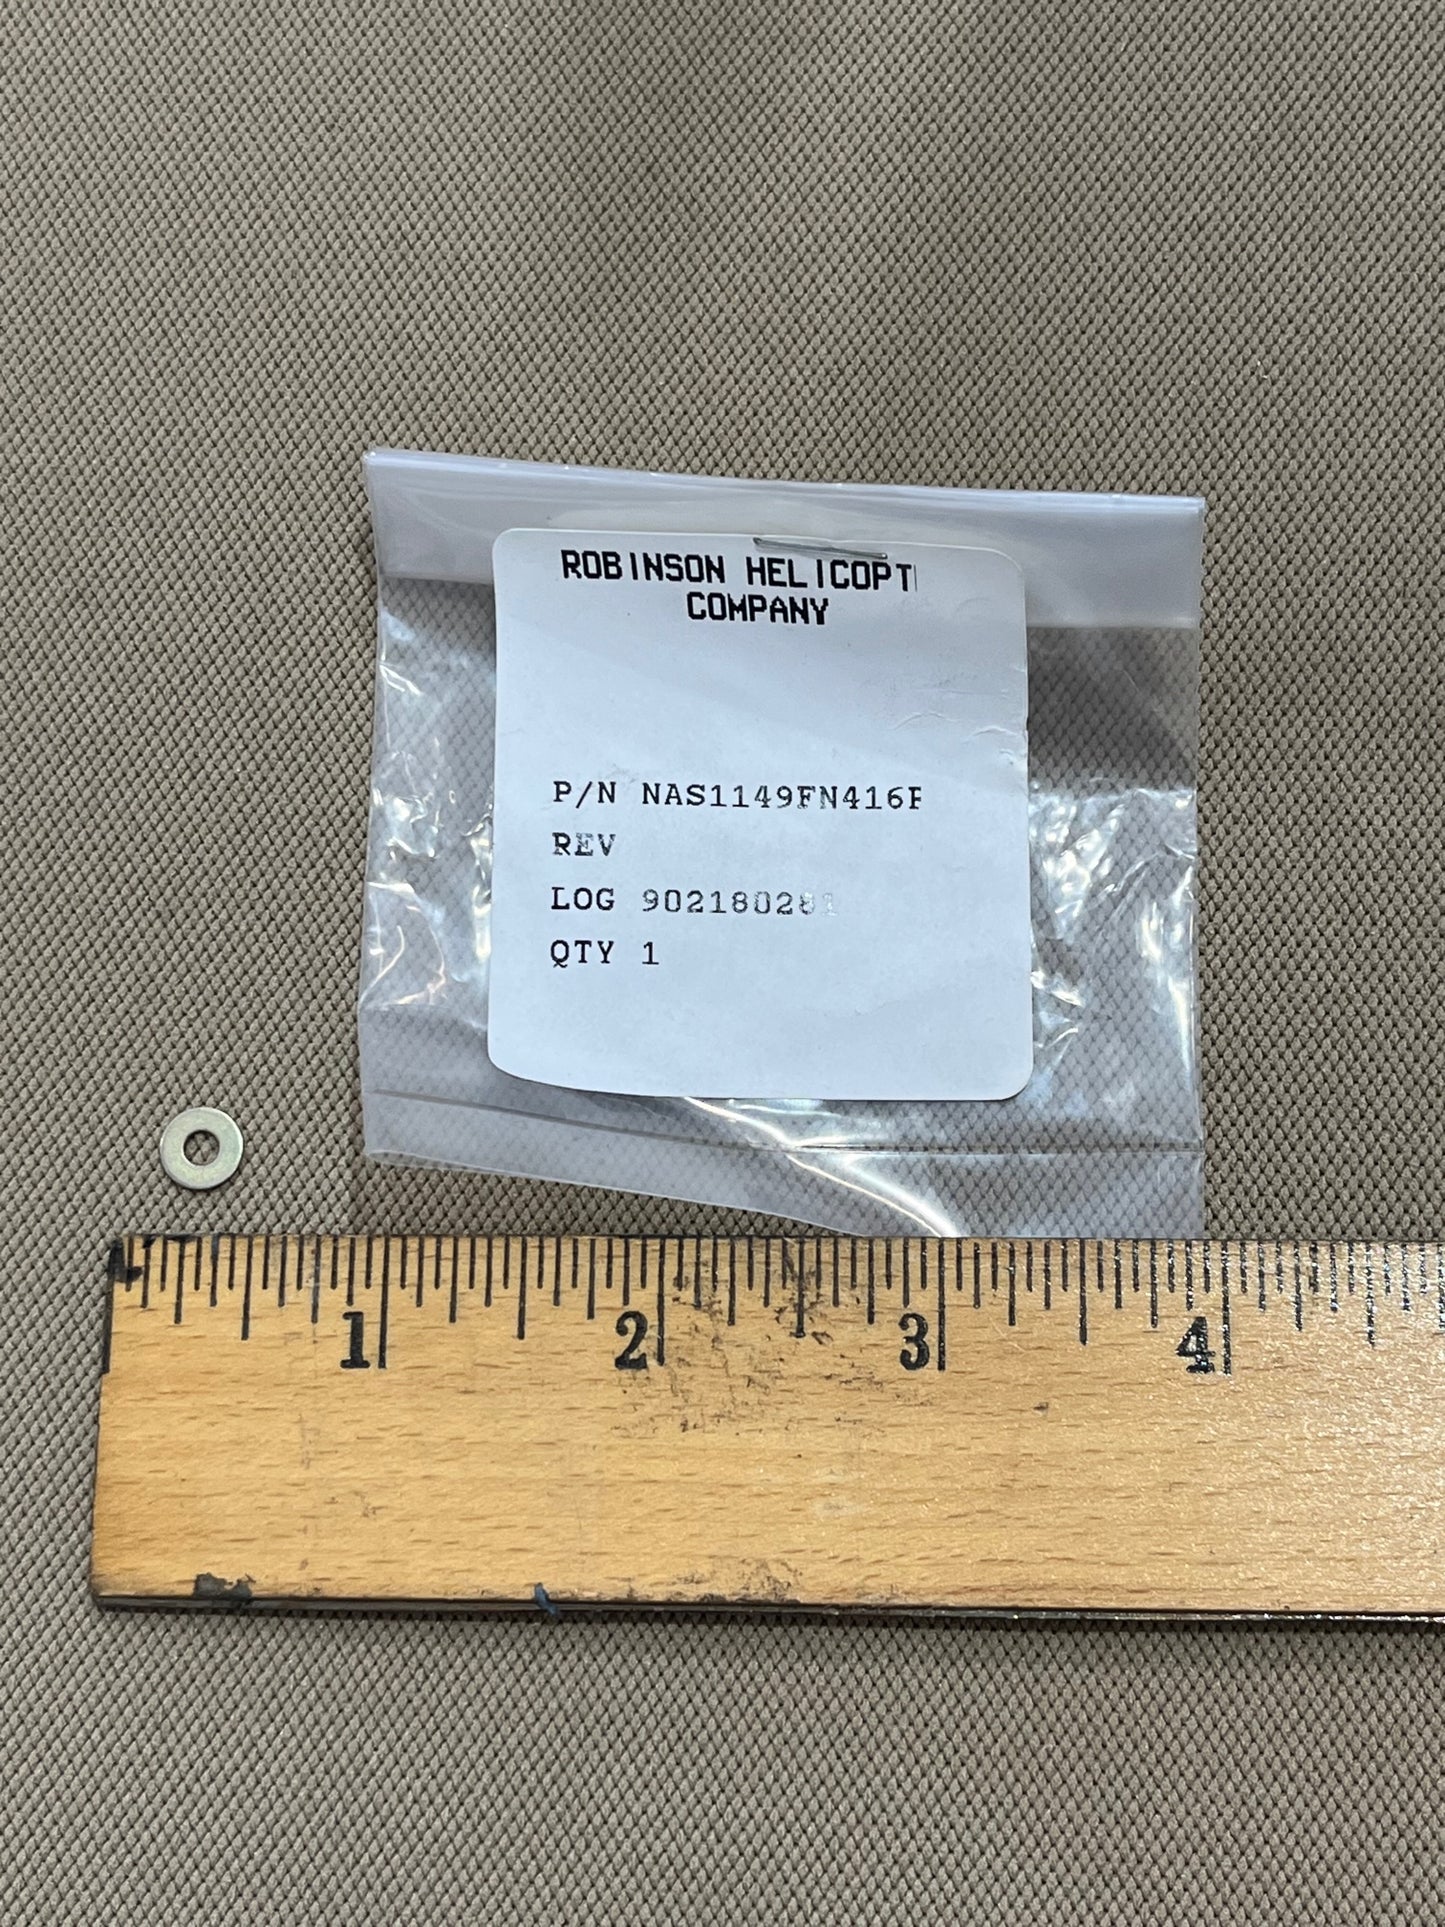 ROBINSON HELICOPT
COMPANY
P/N NAS1149FN416P
REV
LOG 902180281
QTY 1
1 2 3 4